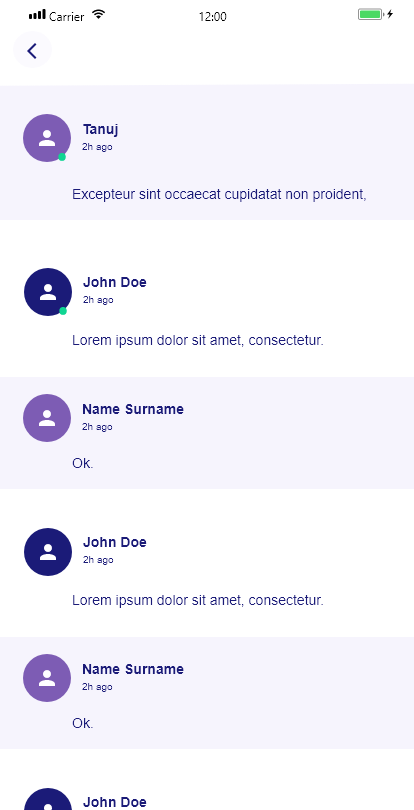 Carrier 12:00
Tanuj
2h ago
Excepteur sint occaecat cupidatat non proident,
John Doe
2h ago
Lorem ipsum dolor sit amet, consectetur.
Name Surname
2h ago
Ok.
John Doe
2h ago
Lorem ipsum dolor sit amet, consectetur.
Name Surname
2h ago
Ok.
John Doe